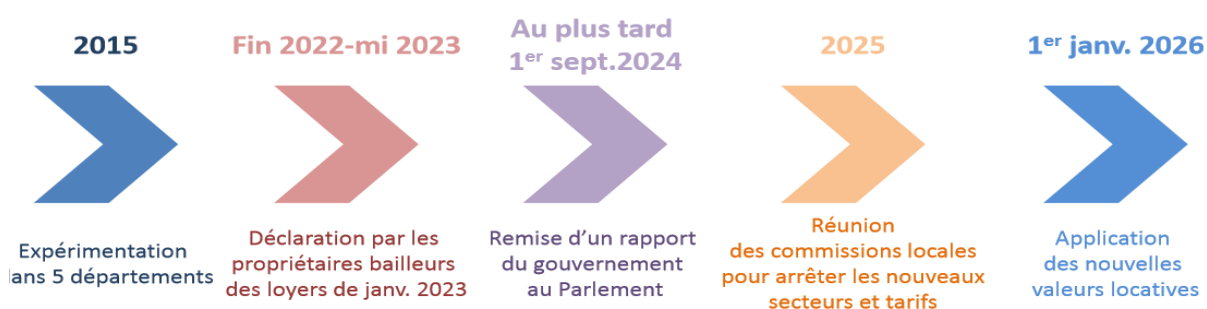 2015
Expérimentation
lans 5 départements
Fin 2022-mi 2023
Déclaration par les
propriétaires bailleurs
des loyers de janv. 2023
Au plus tard
1er sept.2024
Remise d’un rapport
du gouvernement
au Parlement
2025
Réunion
des commissions locales
pour arrêter les nouveaux
secteurs et tarifs
1er janv. 2026
Application
des nouvelles
valeurs locatives